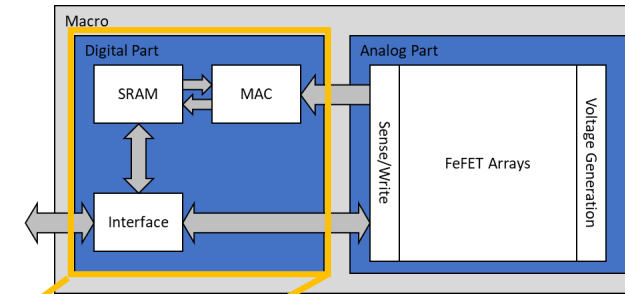 Macro
Digital Part
Analog Part
SRAM
MAC
Sense/Write
FeFET Arrays
Voltage Generation
Interface